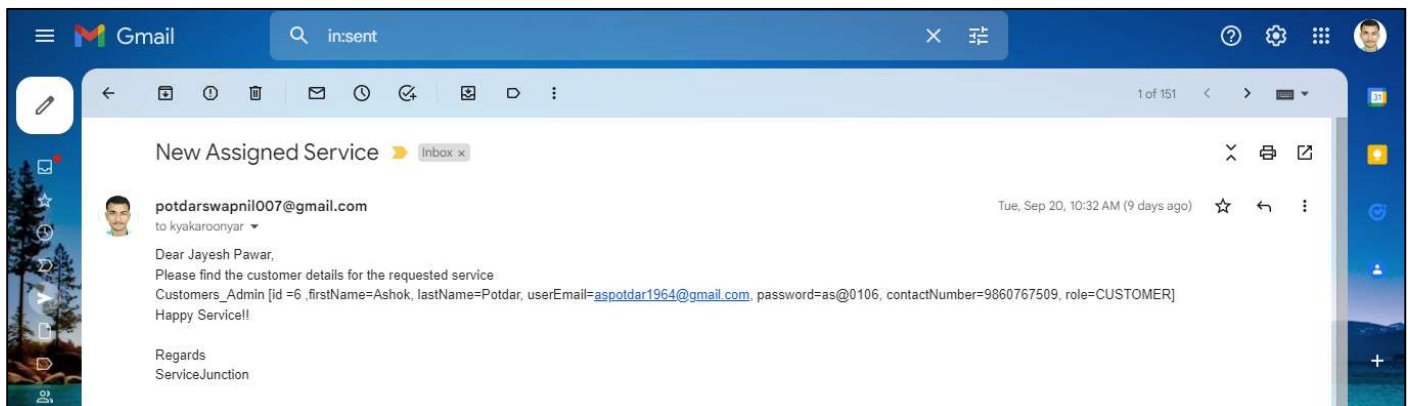 Gmail
in:sent
1 of 151
31
New Assigned Service
Inbox x
potdarswapnil007@gmail.com
Tue, Sep 20, 10:32 AM (9 days ago)
to kyakaroonyar
Dear Jayesh Pawar,
Please find the customer details for the requested service
Customers_Admin [id =6 ,firstName=Ashok, lastName=Potdar, userEmail=aspotdar1964@gmail.com, password=as@0106, contactNumber=9860767509, role=CUSTOMER]
Happy Service!!
Regards
ServiceJunction